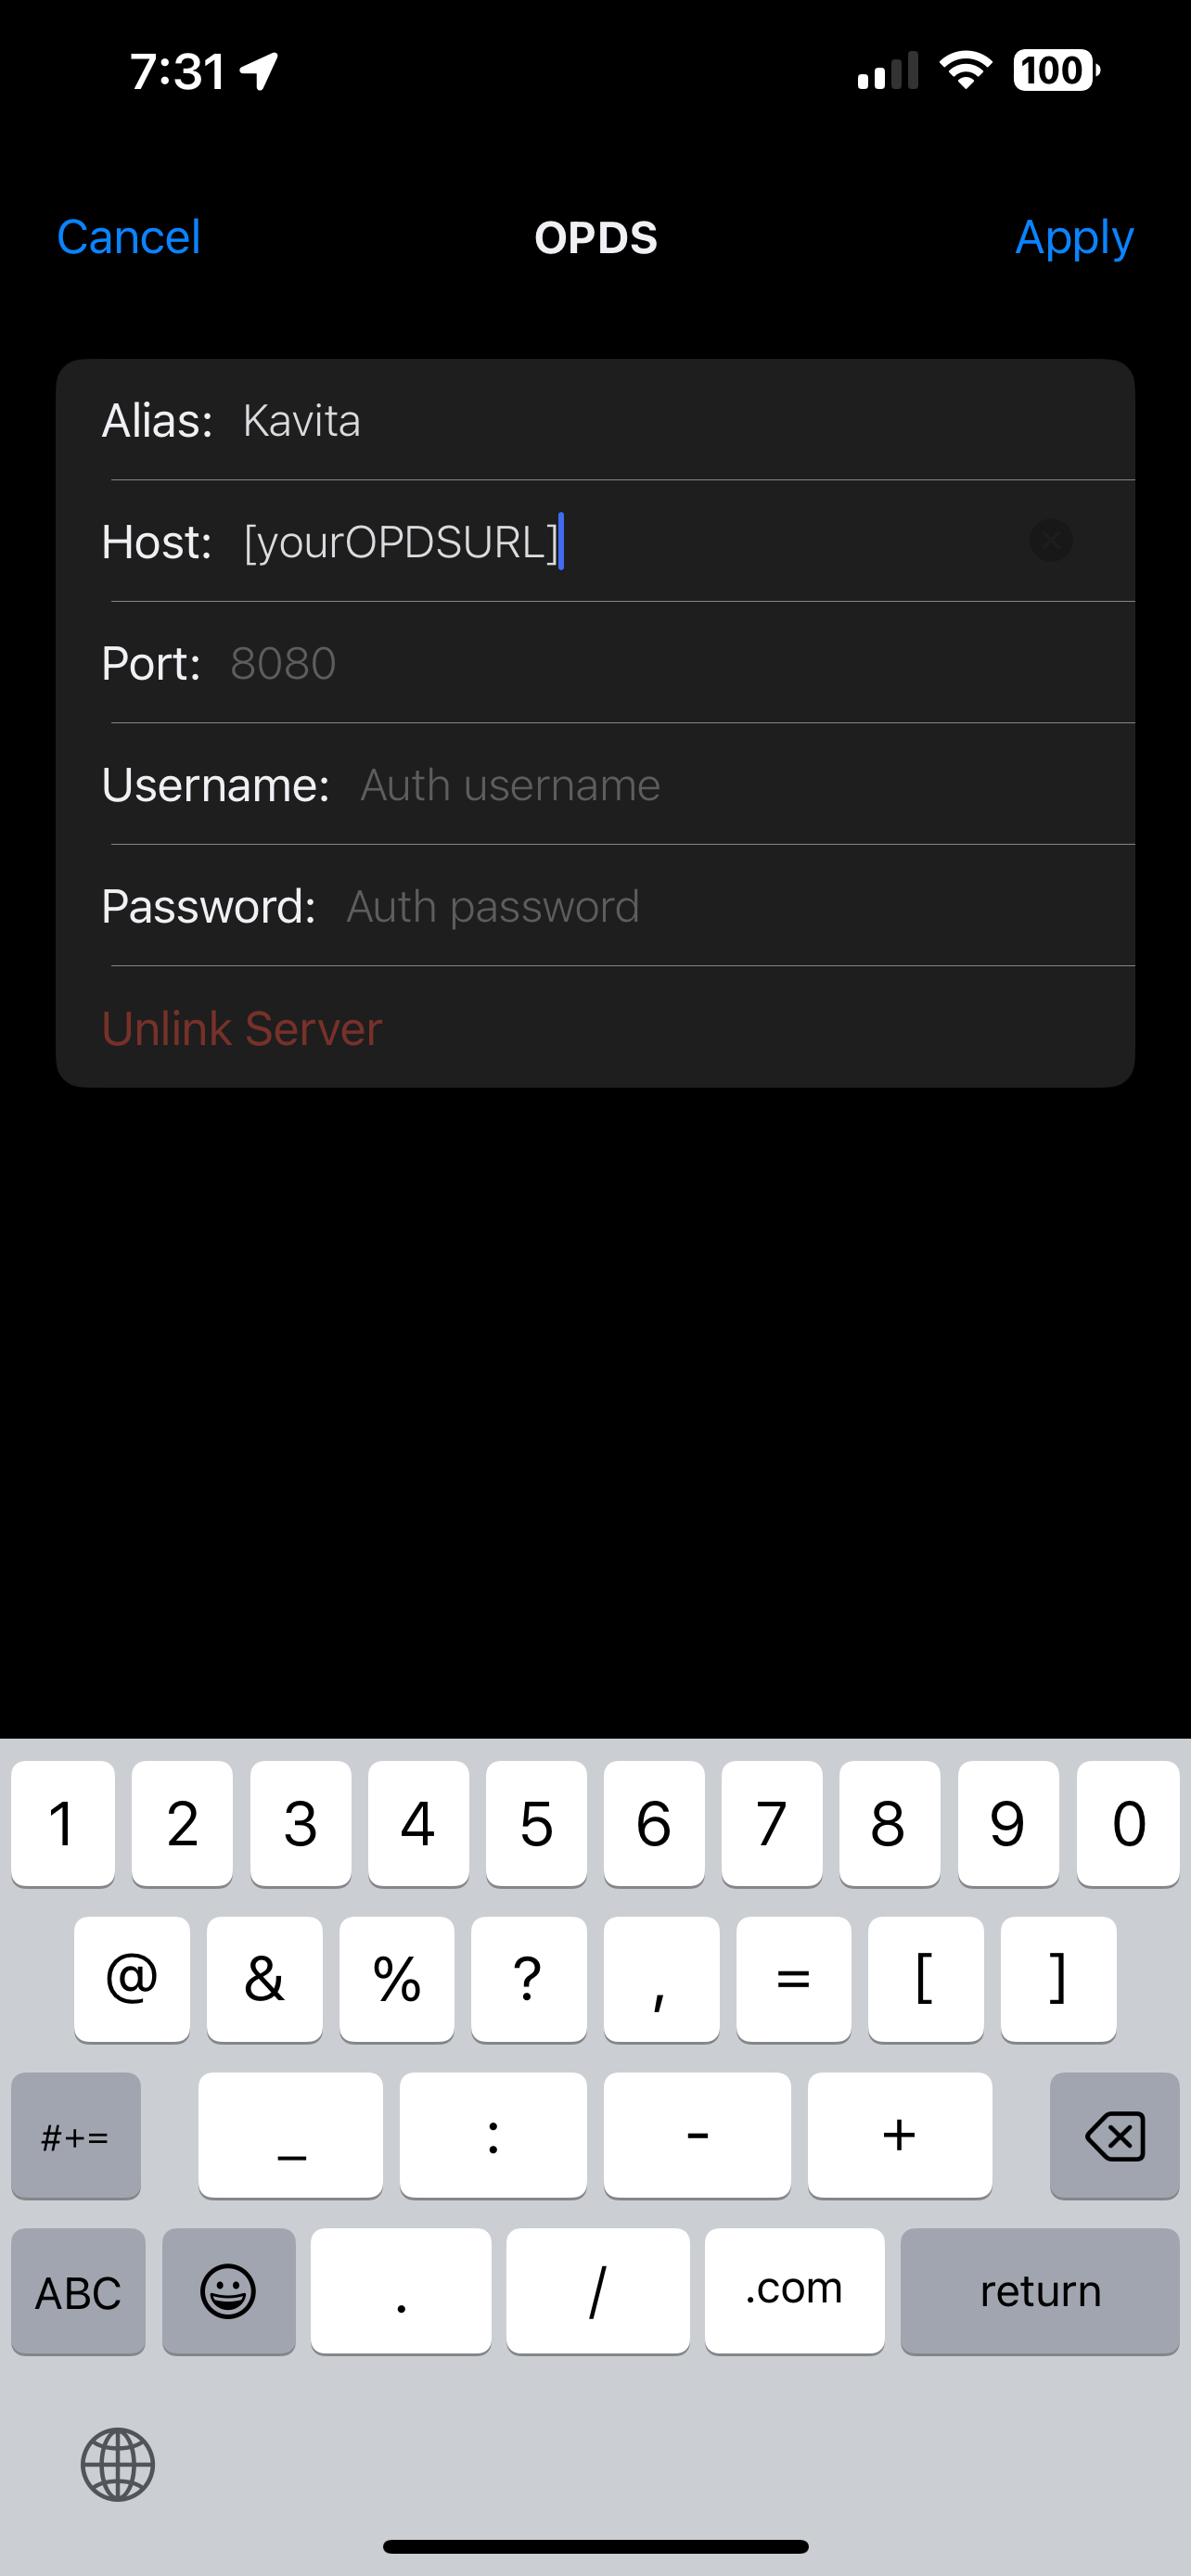 7:31
100
Cancel OPDS Apply
Alias: Kavita
Host: [yourOPDSURL]
Port: 8080
Username: Auth username
Password: Auth password
Unlink Server
1 2 3 4 5 6 7 8 9 0
@ & % ? , = [ ]
#+= _ : - +
ABC . / .com return